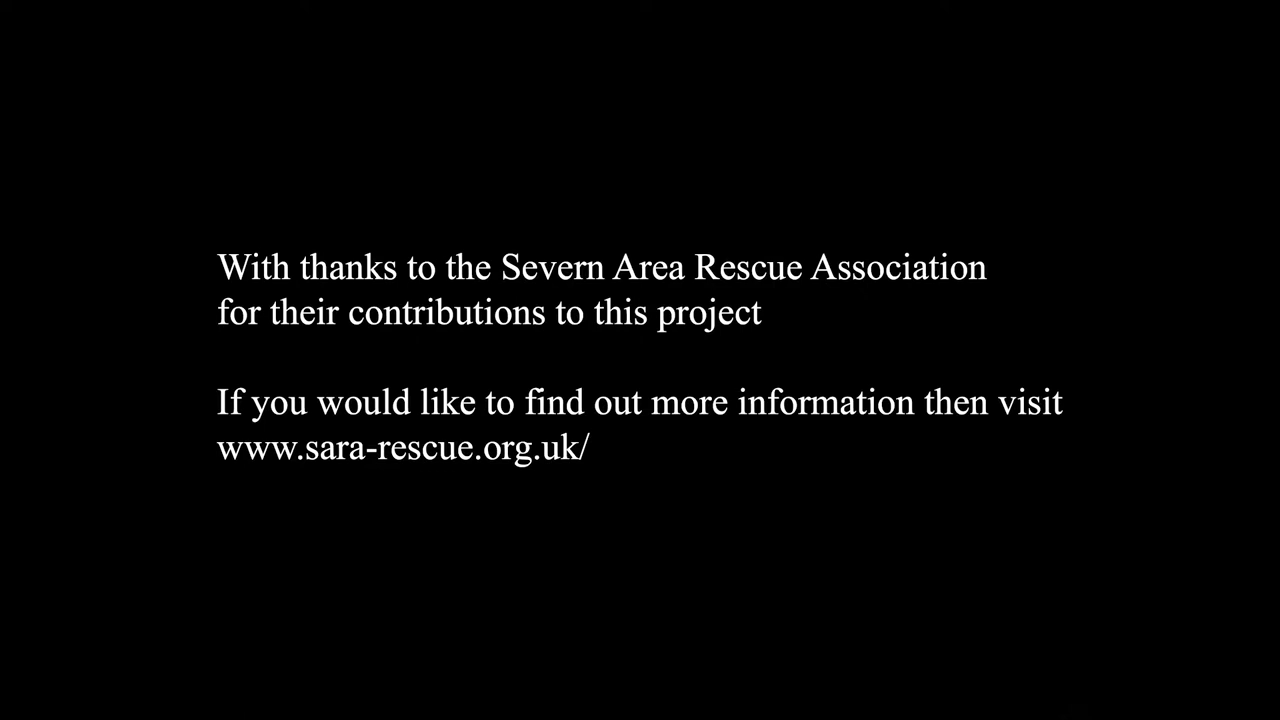 With thanks to the Severn Area Rescue Association
for their contributions to this project
If you would like to find out more information then visit
www.sara-rescue.org.uk/